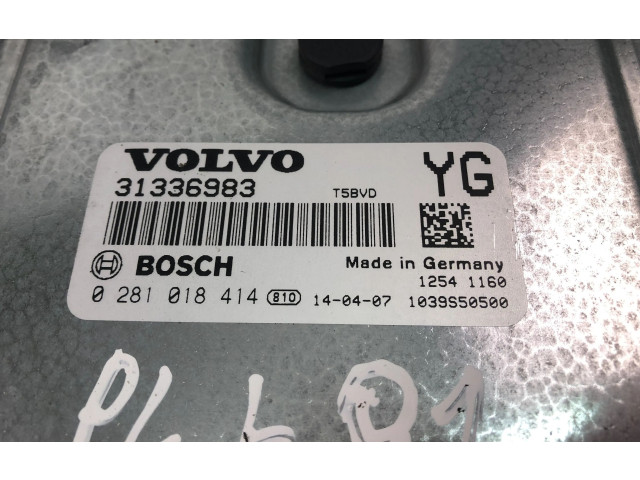 VOLVO YG
31336983 T5BVD
BOSCH Made in Germany
1254 1160
0 281 018 414 810 14-04-07 1039S50500